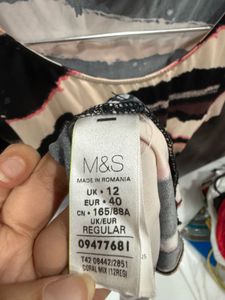 M&S
MADE IN ROMANIA
UK • 12
EUR • 40
CN • 165/88A
UK/EUR
REGULAR
09477681
T42 08442/2851
CORAL MIX (12REG)